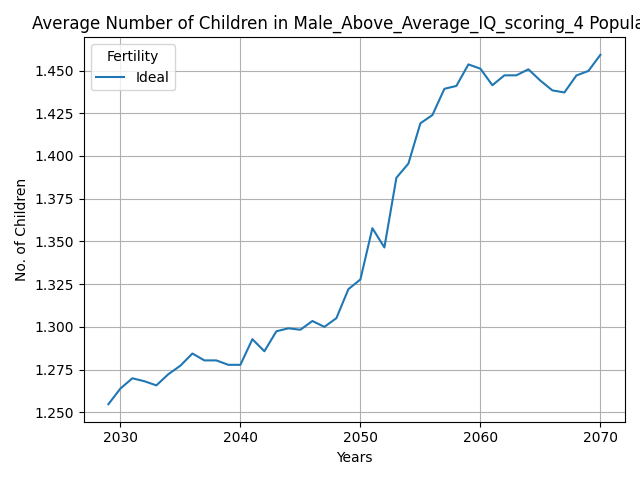 Average Number of Children in Male_Above_Average_IQ_scoring_4 Popula
Fertility
Ideal
No. of Children
1.450
1.425
1.400
1.375
1.350
1.325
1.300
1.275
1.250
2030 2040 2050 2060 2070
Years